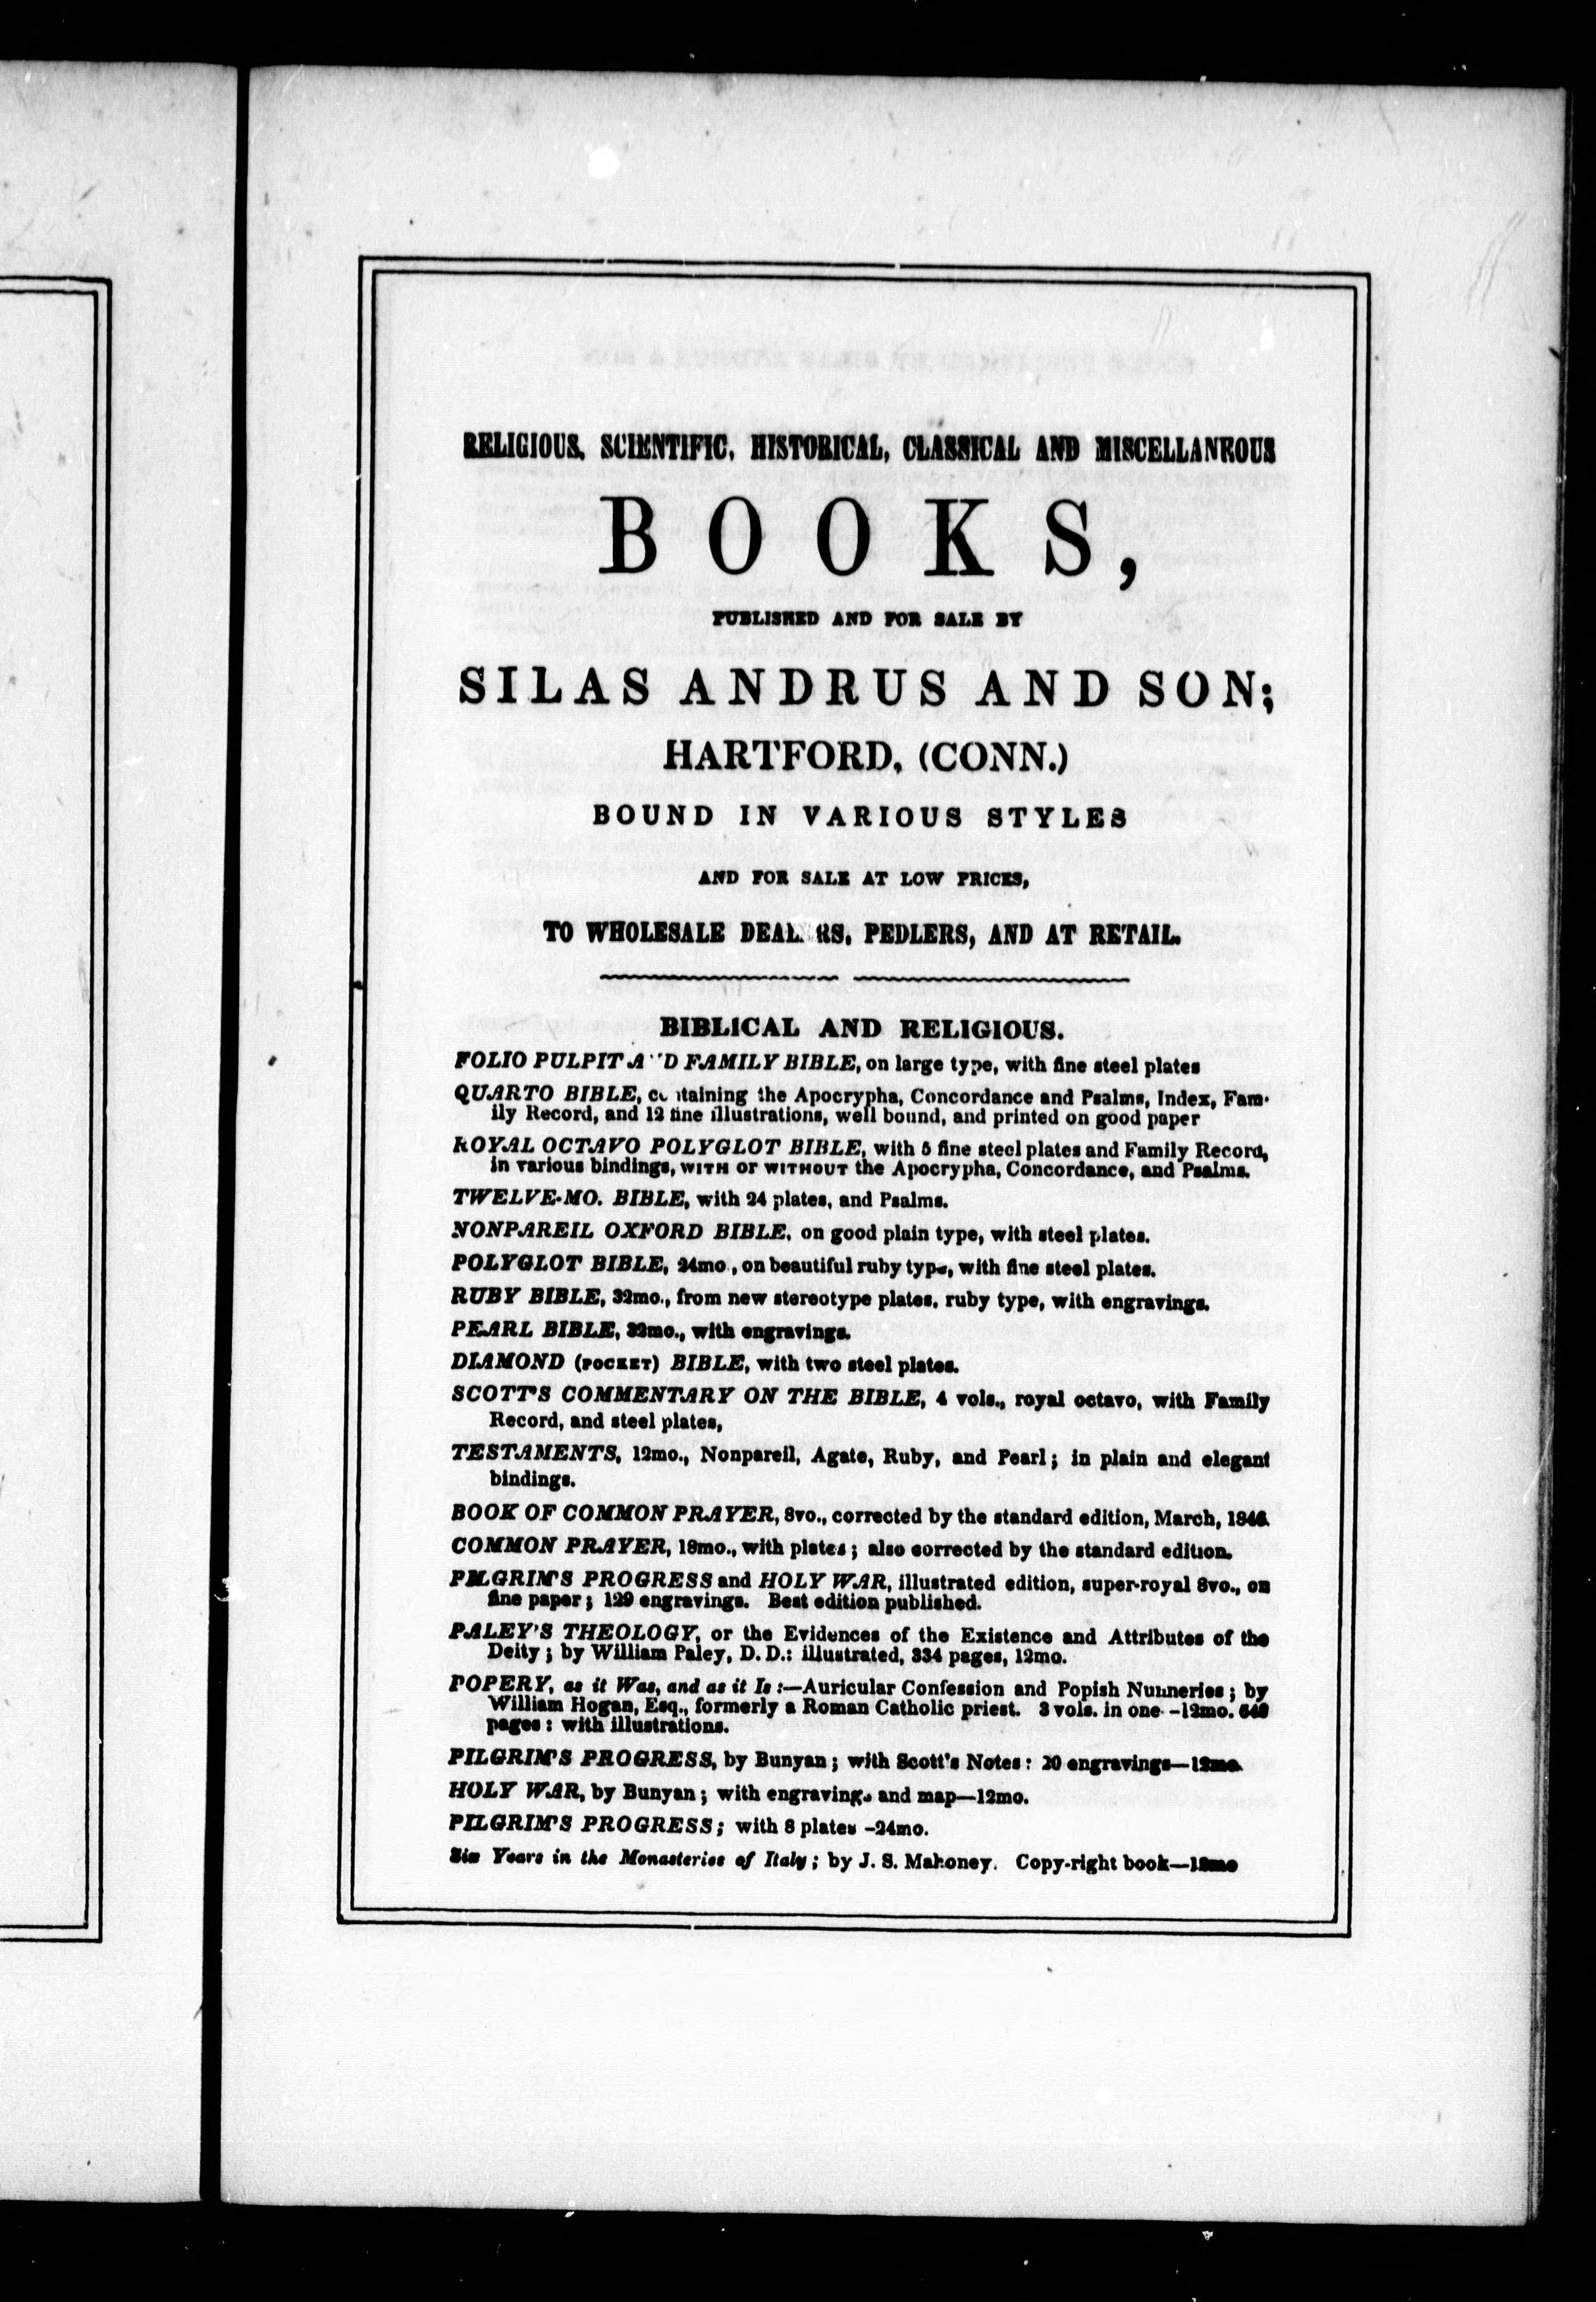 RELIGIOUS, SCIENTIFIC, HISTORICAL, CLASSICAL AND MISCELLANEOUS
BOOKS,
PUBLISHED AND FOR SALE BY
SILAS ANDRUS AND SON;
HARTFORD, (CONN.)
BOUND IN VARIOUS STYLES
AND FOR SALE AT LOW PRICES,
TO WHOLESALE DEALERS, PEDLERS, AND AT RETAIL.
BIBLICAL AND RELIGIOUS.
FOLIO PULPIT AND FAMILY BIBLE, on large type, with fine steel plates
QUARTO BIBLE, containing the Apocrypha, Concordance and Psalms, Index, Fam-
ily Record, and 12 fine illustrations, well bound, and printed on good paper
ROYAL OCTAVO POLYGLOT BIBLE, with 5 fine steel plates and Family Record,
in various bindings, WITH OR WITHOUT the Apocrypha, Concordance, and Psalms.
TWELVE-MO. BIBLE, with 24 plates, and Psalms.
NONPAREIL OXFORD BIBLE, on good plain type, with steel plates.
POLYGLOT BIBLE, 24mo., on beautiful ruby type, with fine steel plates.
RUBY BIBLE, 32mo., from new stereotype plates, ruby type, with engravings.
PEARL BIBLE, 32mo., with engravings.
DIAMOND (POCKET) BIBLE, with two steel plates.
SCOTT'S COMMENTARY ON THE BIBLE, 4 vols., royal octavo, with Family
Record, and steel plates,
TESTAMENTS, 12mo., Nonpareil, Agate, Ruby, and Pearl; in plain and elegant
bindings.
BOOK OF COMMON PRAYER, 8vo., corrected by the standard edition, March, 1846.
COMMON PRAYER, 18mo., with plates; also corrected by the standard edition.
PILGRIM'S PROGRESS and HOLY WAR, illustrated edition, super-royal 8vo., on
fine paper; 129 engravings. Best edition published.
PALEY'S THEOLOGY, or the Evidences of the Existence and Attributes of the
Deity; by William Paley, D. D.: illustrated, 334 pages, 12mo.
POPERY, as it Was, and as it Is:—Auricular Confession and Popish Nunneries; by
William Hogan, Esq., formerly a Roman Catholic priest. 3 vols. in one -12mo.
pages: with illustrations.
PILGRIM'S PROGRESS, by Bunyan; with Scott's Notes: 20 engravings—12mo.
HOLY WAR, by Bunyan; with engravings and map—12mo.
PILGRIM'S PROGRESS; with 8 plates -24mo.
Six Years in the Monasteries of Italy; by J. S. Mahoney. Copy-right book—